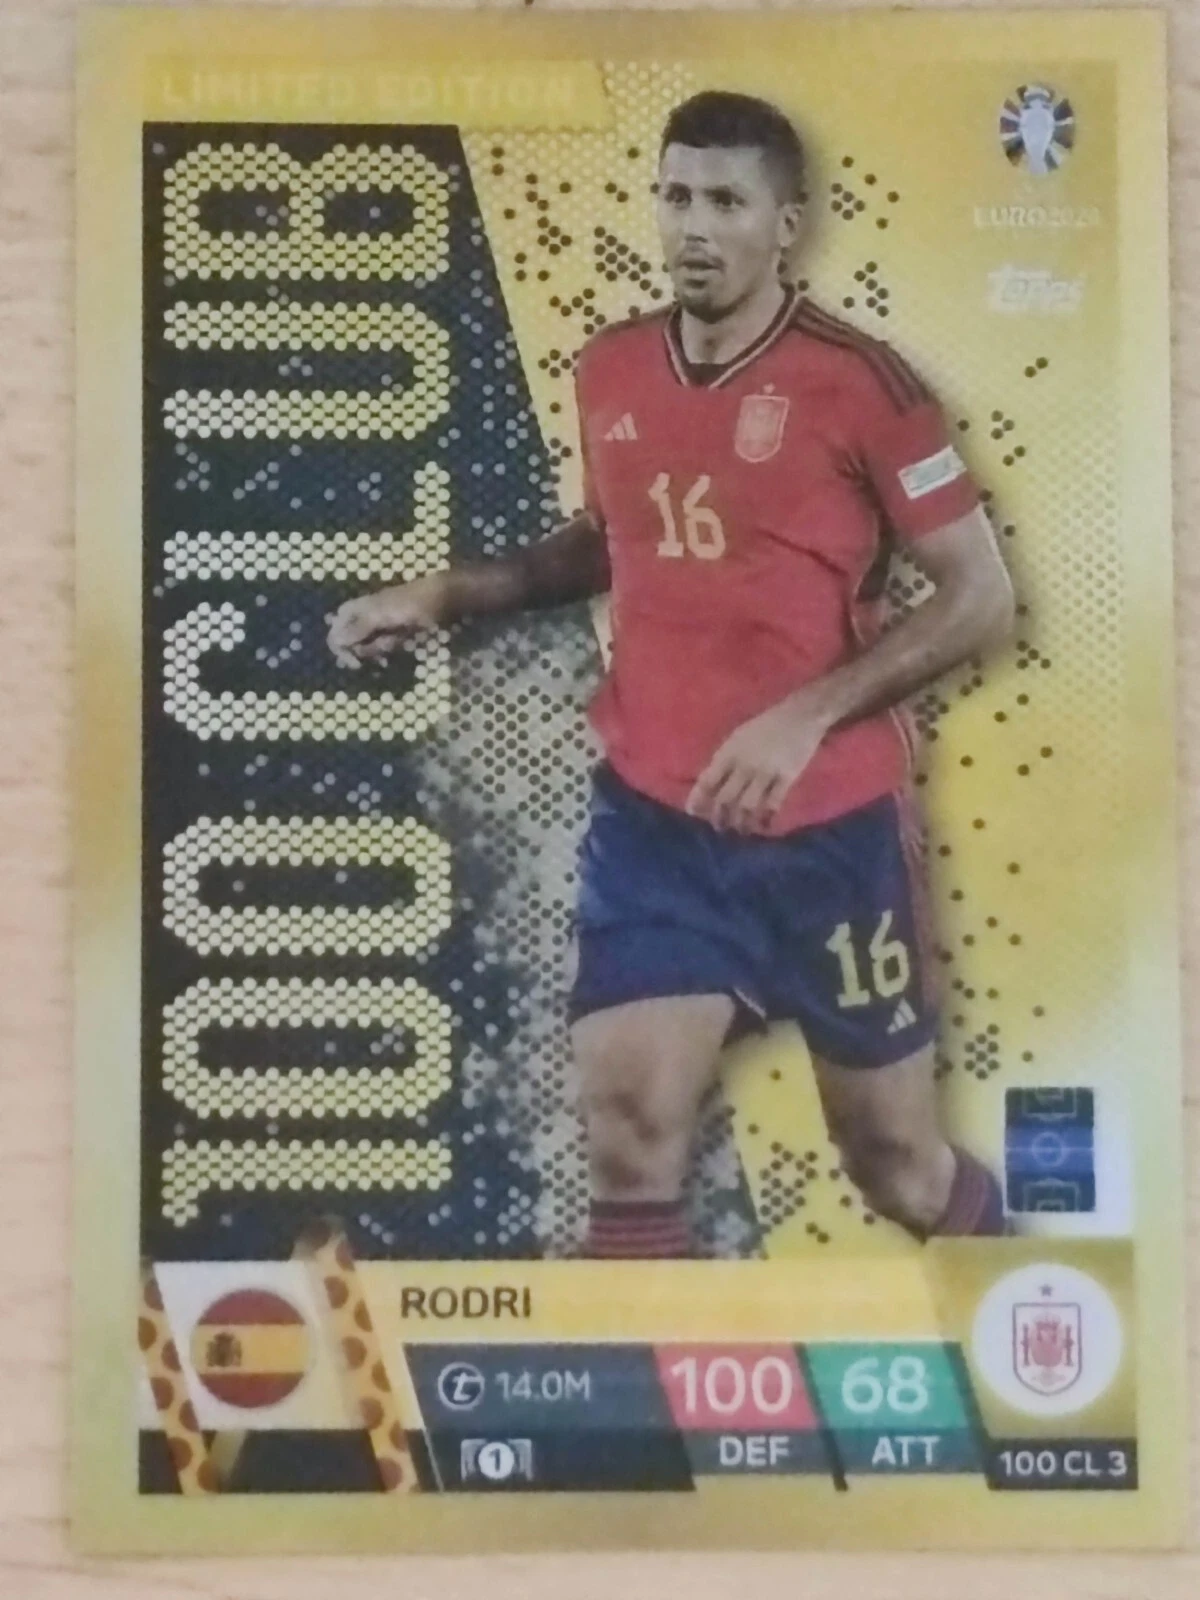 LIMITED EDITION
100 CLUB
EURO2024
Topps
16
16
RODRI
t 14.0M
100
68
1
DEF
ATT
100 CL 3